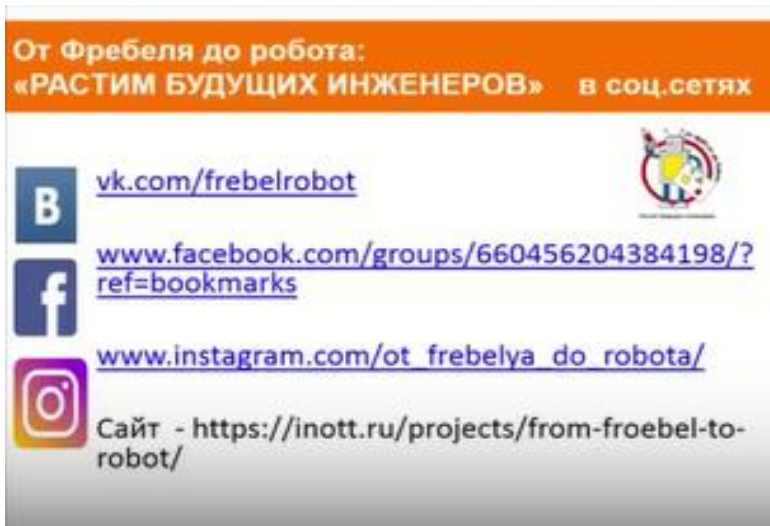 От Фребеля до робота:
«РАСТИМ БУДУЩИХ ИНЖЕНЕРОВ» в соц.сетях
vk.com/frebelrobot
www.facebook.com/groups/660456204384198/?
ref=bookmarks
www.instagram.com/ot_frebelya_do_robota/
Сайт - https://inott.ru/projects/from-froebel-to-
robot/